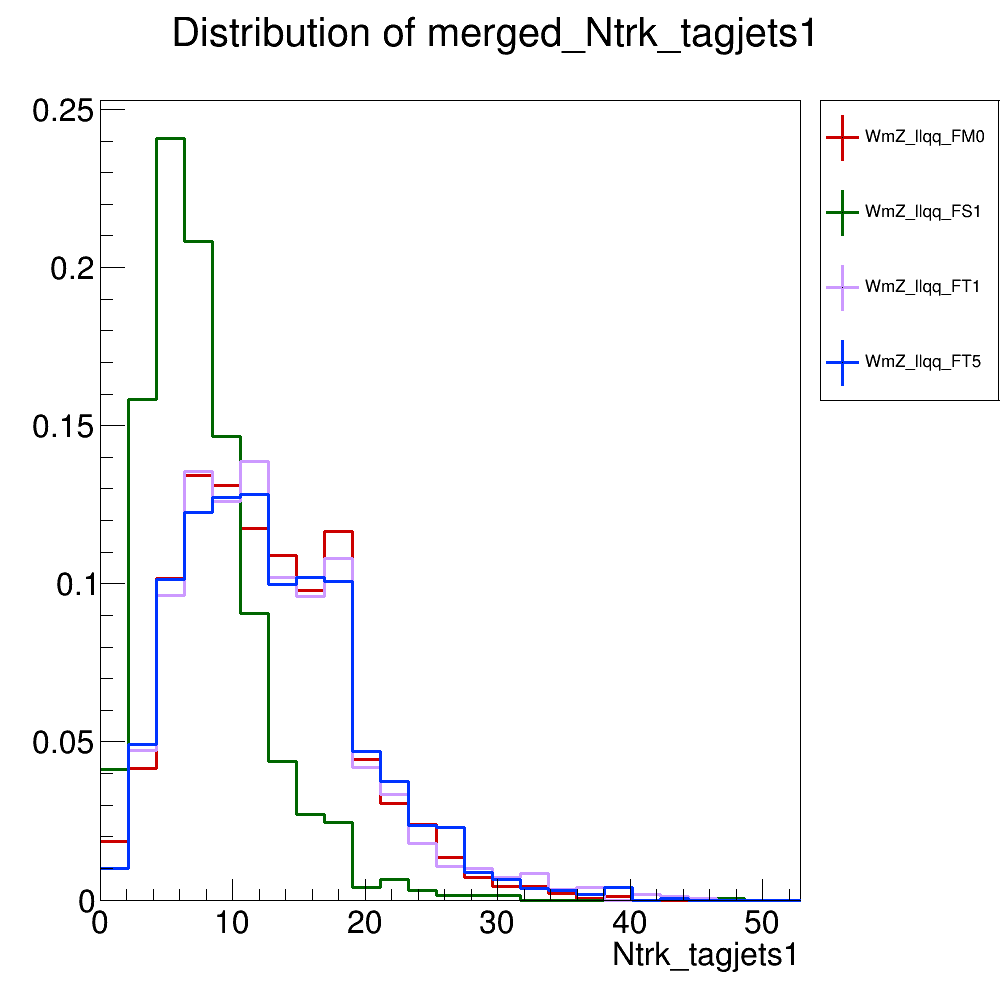 Distribution of merged_Ntrk_tagjets1
0.25
0.2
0.15
0.1
0.05
0
0 10 20 30 40 50
Ntrk_tagjets1
WmZ_llqq_FM0
WmZ_llqq_FS1
WmZ_llqq_FT1
WmZ_llqq_FT5